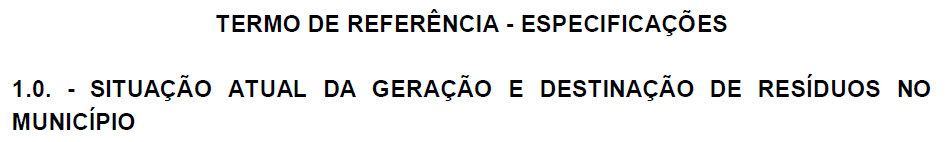 TERMO DE REFERÊNCIA - ESPECIFICAÇÕES
1.0. - SITUAÇÃO ATUAL DA GERAÇÃO E DESTINAÇÃO DE RESÍDUOS NO
MUNICÍPIO